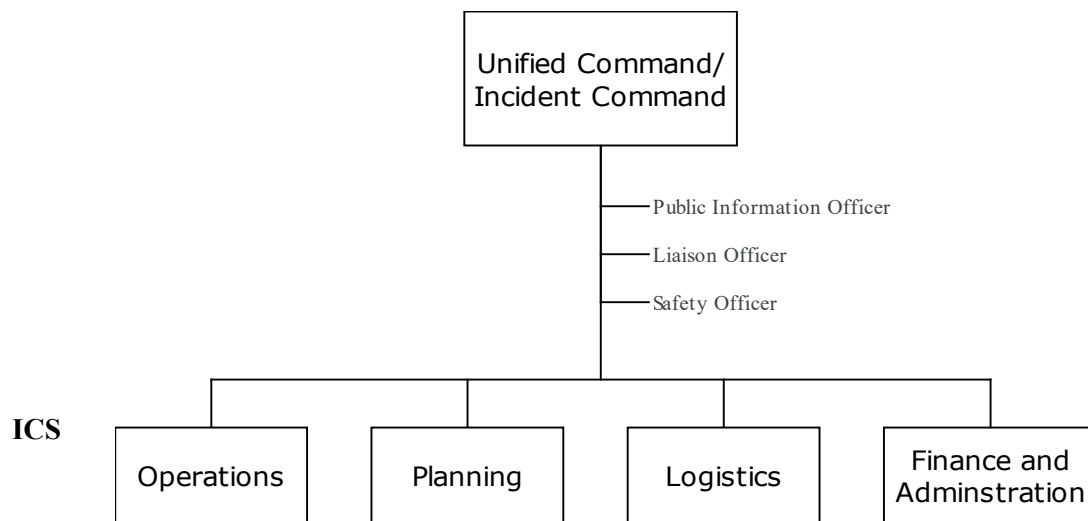 Unified Command/
Incident Command
Public Information Officer
Liaison Officer
Safety Officer
ICS
Operations
Planning
Logistics
Finance and
Adminstration